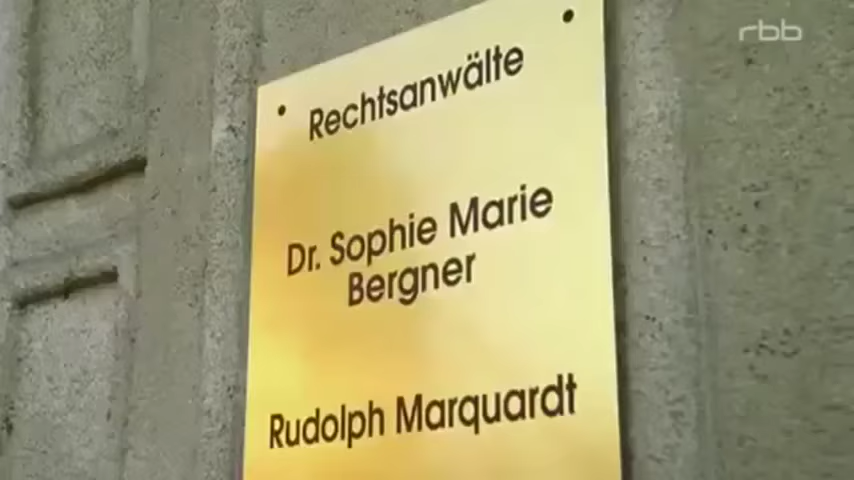 rbb
Rechtsanwälte
Dr. Sophie Marie
Bergner
Rudolph Marquardt